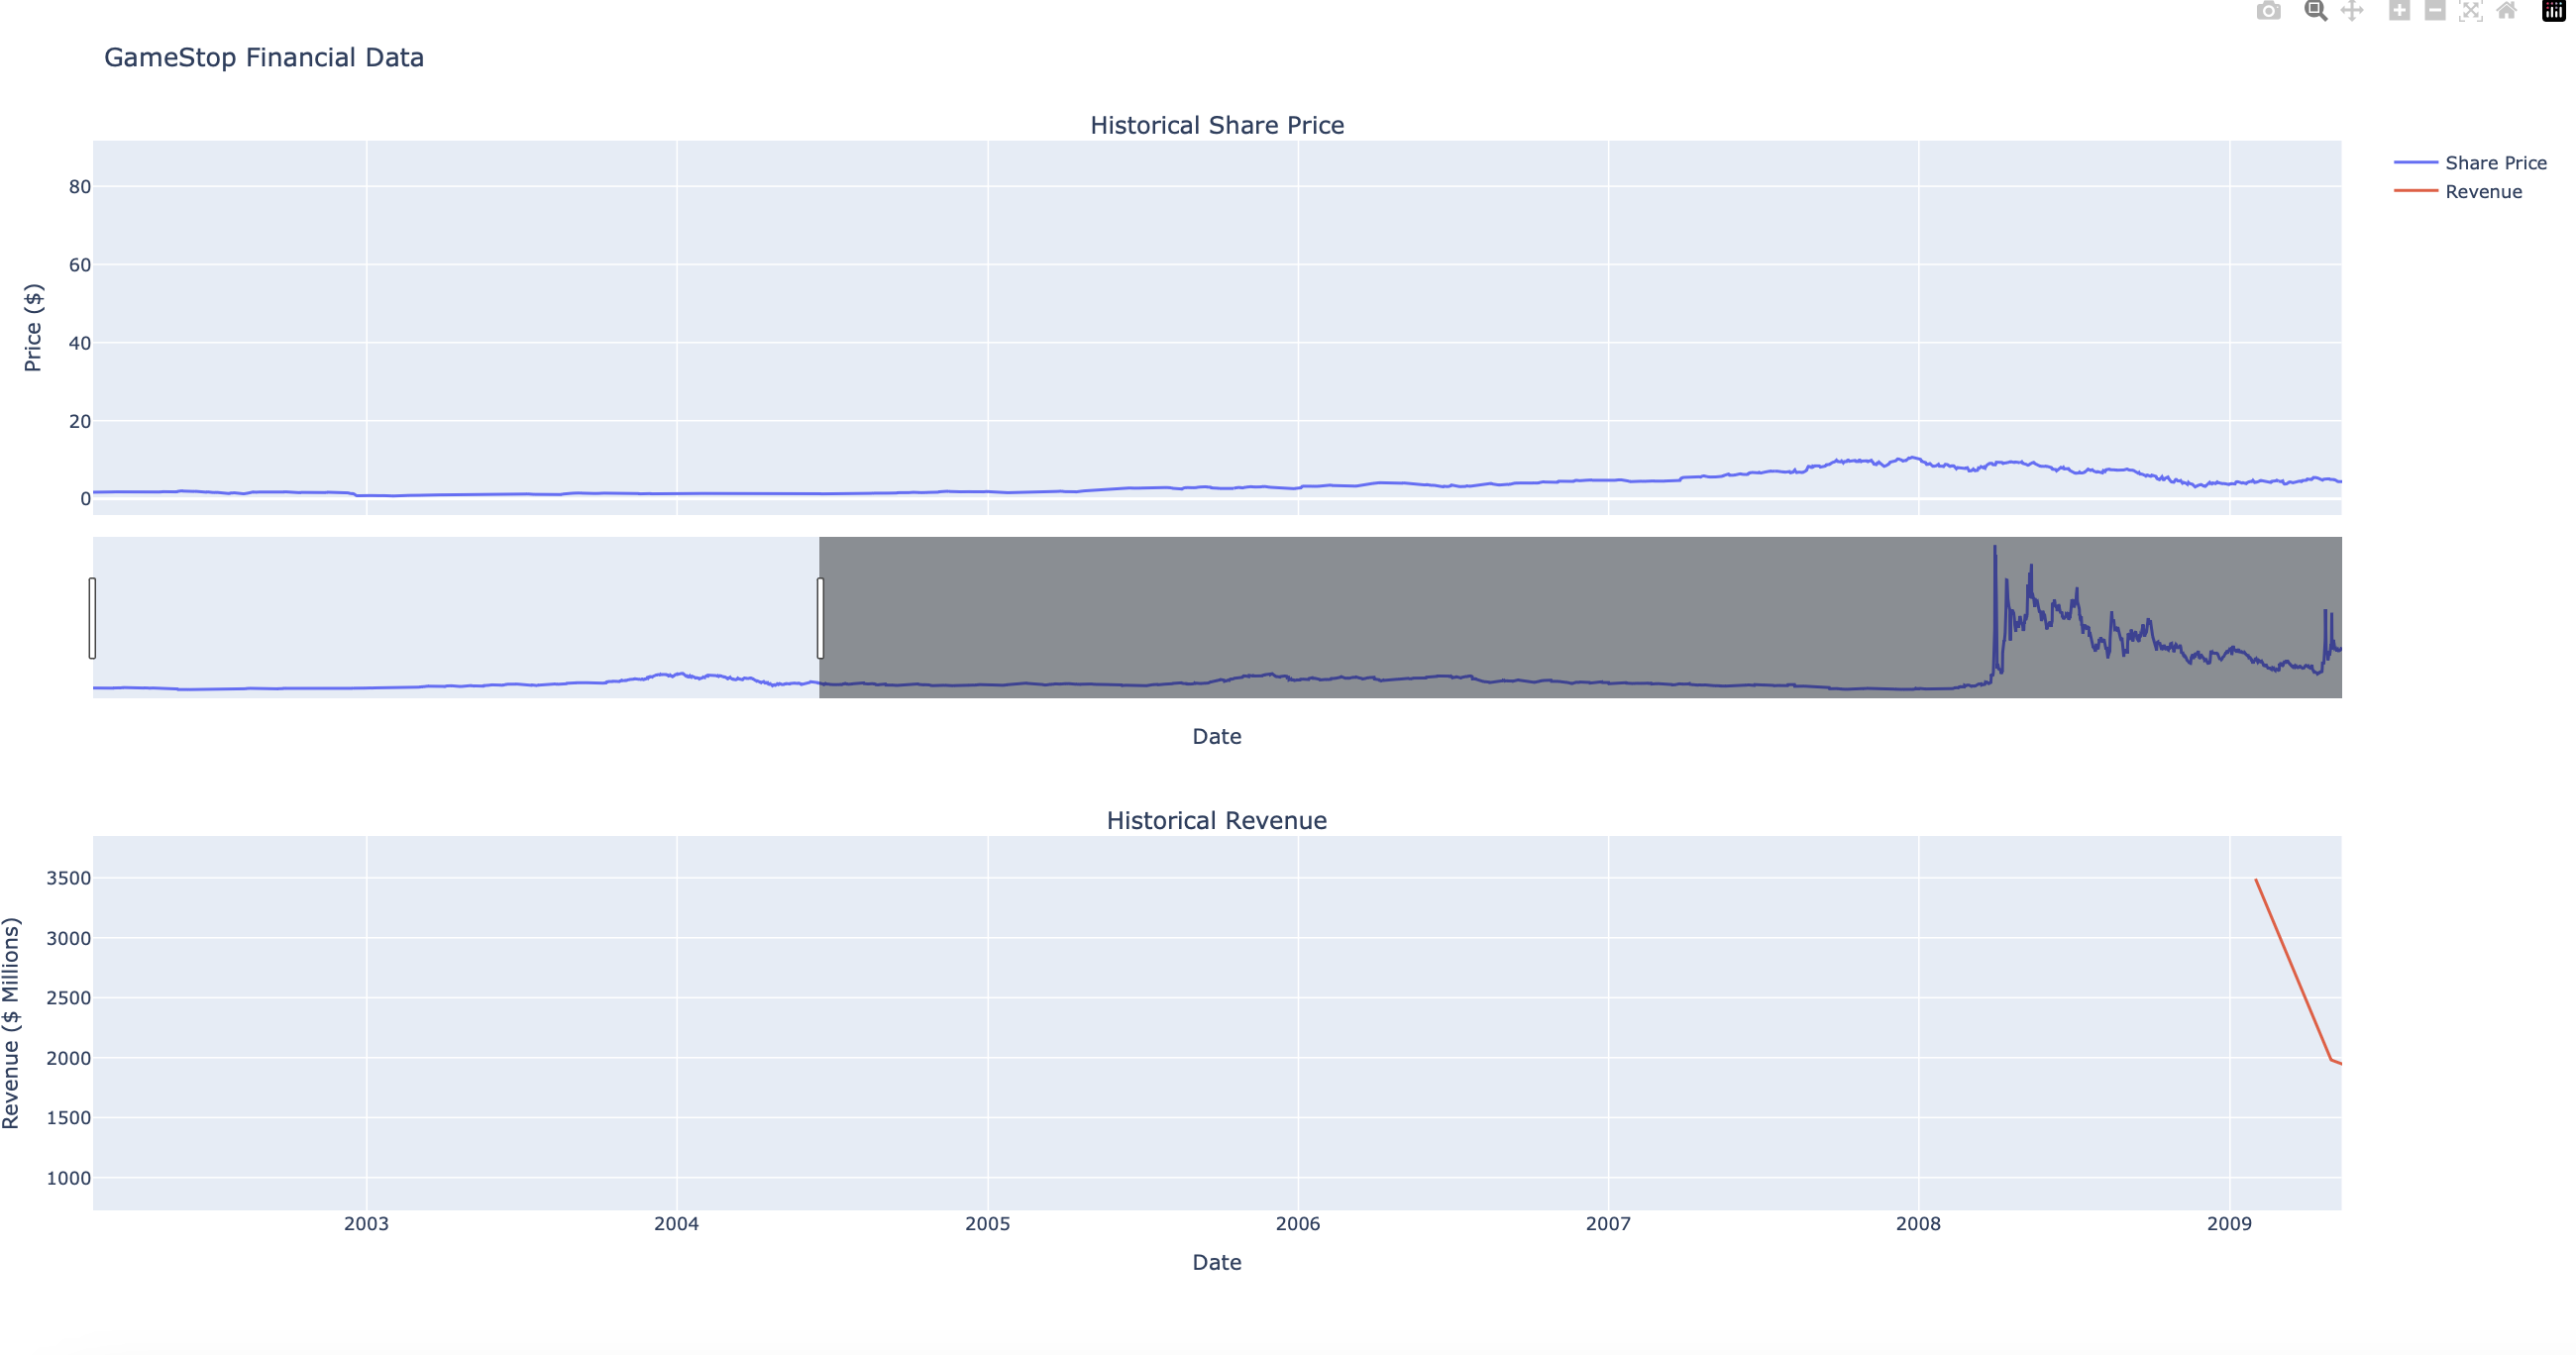 GameStop Financial Data
Historical Share Price
Share Price
Revenue
Price ($)
80
60
40
20
0
Date
Historical Revenue
Revenue ($ Millions)
3500
3000
2500
2000
1500
1000
2003 2004 2005 2006 2007 2008 2009
Date